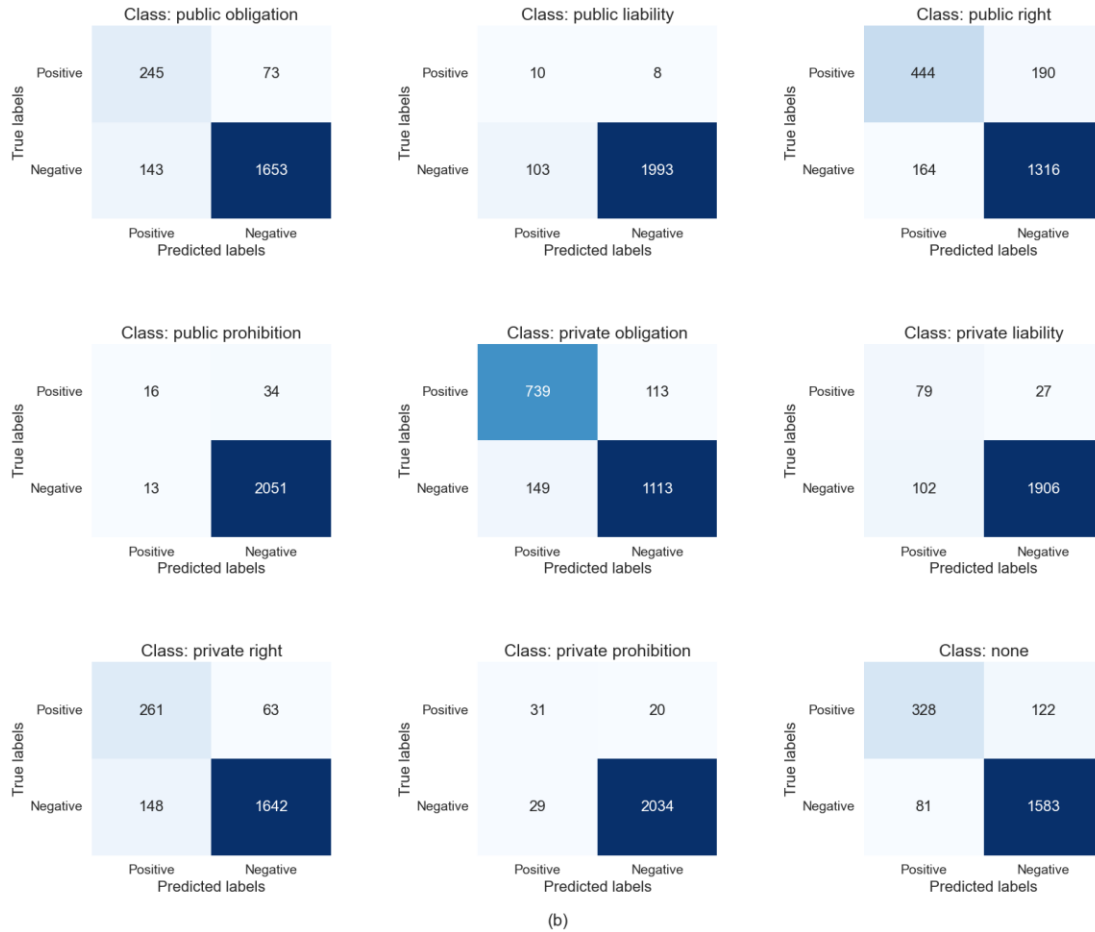 Class: public obligation
Positive 245 73
Negative 143 1653
True labels
Positive Negative
Predicted labels
Class: public liability
Positive 10 8
Negative 103 1993
True labels
Positive Negative
Predicted labels
Class: public right
Positive 444 190
Negative 164 1316
True labels
Positive Negative
Predicted labels
Class: public prohibition
Positive 16 34
Negative 13 2051
True labels
Positive Negative
Predicted labels
Class: private obligation
Positive 739 113
Negative 149 1113
True labels
Positive Negative
Predicted labels
Class: private liability
Positive 79 27
Negative 102 1906
True labels
Positive Negative
Predicted labels
Class: private right
Positive 261 63
Negative 148 1642
True labels
Positive Negative
Predicted labels
Class: private prohibition
Positive 31 20
Negative 29 2034
True labels
Positive Negative
Predicted labels
Class: none
Positive 328 122
Negative 81 1583
True labels
Positive Negative
Predicted labels
(b)